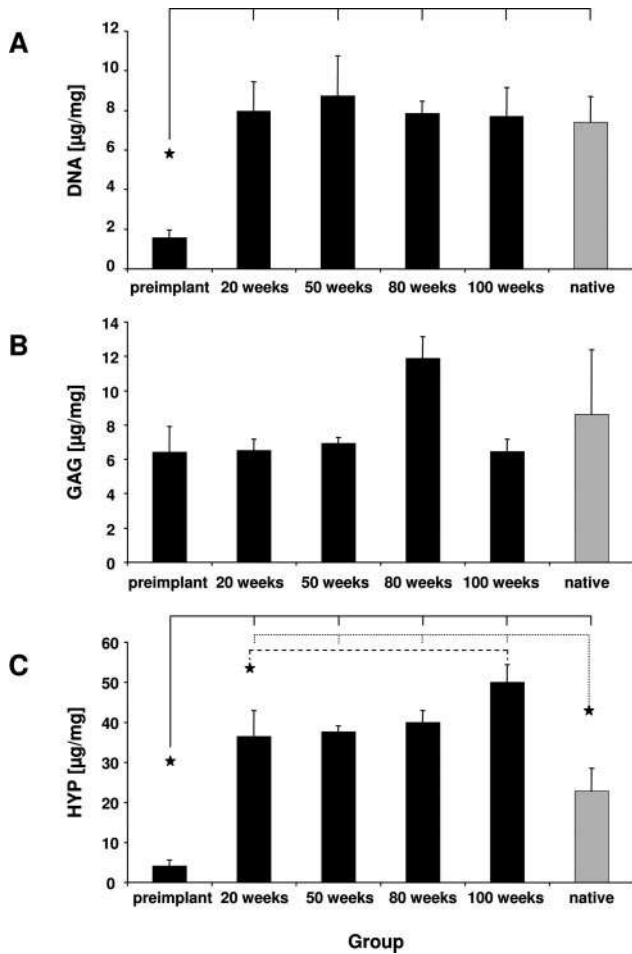 A
DNA [µg/mg]
12
10
8
6
4
2
0
★
preimplant 20 weeks 50 weeks 80 weeks 100 weeks native
B
GAG [µg/mg]
14
12
10
8
6
4
2
0
preimplant 20 weeks 50 weeks 80 weeks 100 weeks native
C
HYP [µg/mg]
60
50
40
30
20
10
0
★
★
★
preimplant 20 weeks 50 weeks 80 weeks 100 weeks native
Group